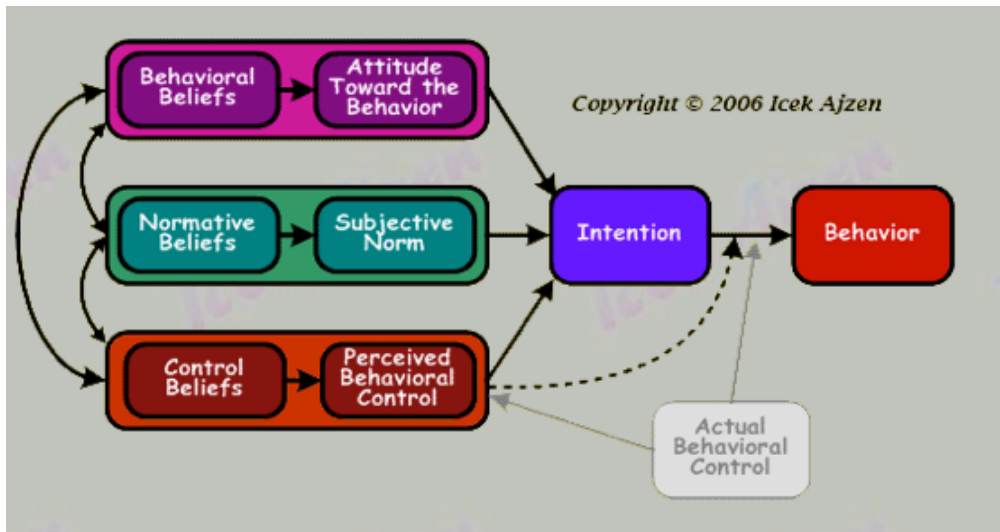 Behavioral
Beliefs
Attitude
Toward the
Behavior
Copyright © 2006 Icek Ajzen
Normative
Beliefs
Subjective
Norm
Intention
Behavior
Control
Beliefs
Perceived
Behavioral
Control
Actual
Behavioral
Control